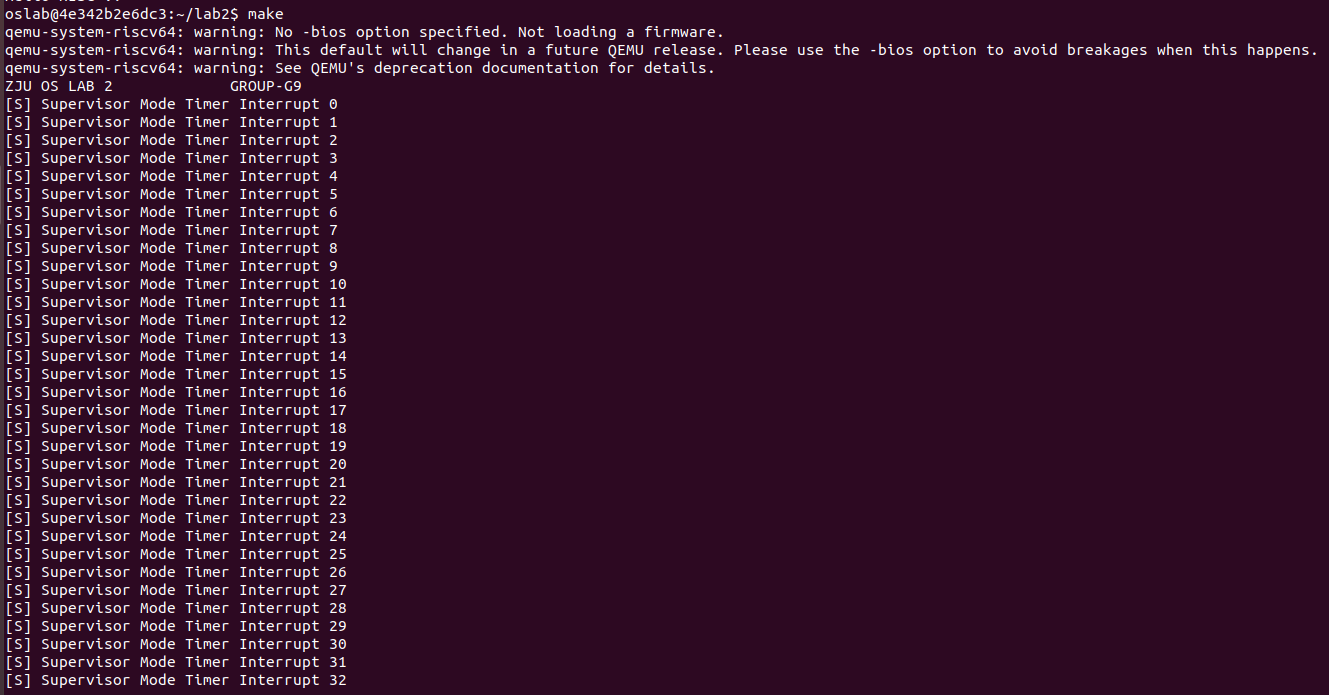 oslab@4e342b2e6dc3:~/lab2$ make
qemu-system-riscv64: warning: No -bios option specified. Not loading a firmware.
qemu-system-riscv64: warning: This default will change in a future QEMU release. Please use the -bios option to avoid breakages when this happens.
qemu-system-riscv64: warning: See QEMU's deprecation documentation for details.
ZJU OS LAB 2             GROUP-G9
[S] Supervisor Mode Timer Interrupt 0
[S] Supervisor Mode Timer Interrupt 1
[S] Supervisor Mode Timer Interrupt 2
[S] Supervisor Mode Timer Interrupt 3
[S] Supervisor Mode Timer Interrupt 4
[S] Supervisor Mode Timer Interrupt 5
[S] Supervisor Mode Timer Interrupt 6
[S] Supervisor Mode Timer Interrupt 7
[S] Supervisor Mode Timer Interrupt 8
[S] Supervisor Mode Timer Interrupt 9
[S] Supervisor Mode Timer Interrupt 10
[S] Supervisor Mode Timer Interrupt 11
[S] Supervisor Mode Timer Interrupt 12
[S] Supervisor Mode Timer Interrupt 13
[S] Supervisor Mode Timer Interrupt 14
[S] Supervisor Mode Timer Interrupt 15
[S] Supervisor Mode Timer Interrupt 16
[S] Supervisor Mode Timer Interrupt 17
[S] Supervisor Mode Timer Interrupt 18
[S] Supervisor Mode Timer Interrupt 19
[S] Supervisor Mode Timer Interrupt 20
[S] Supervisor Mode Timer Interrupt 21
[S] Supervisor Mode Timer Interrupt 22
[S] Supervisor Mode Timer Interrupt 23
[S] Supervisor Mode Timer Interrupt 24
[S] Supervisor Mode Timer Interrupt 25
[S] Supervisor Mode Timer Interrupt 26
[S] Supervisor Mode Timer Interrupt 27
[S] Supervisor Mode Timer Interrupt 28
[S] Supervisor Mode Timer Interrupt 29
[S] Supervisor Mode Timer Interrupt 30
[S] Supervisor Mode Timer Interrupt 31
[S] Supervisor Mode Timer Interrupt 32